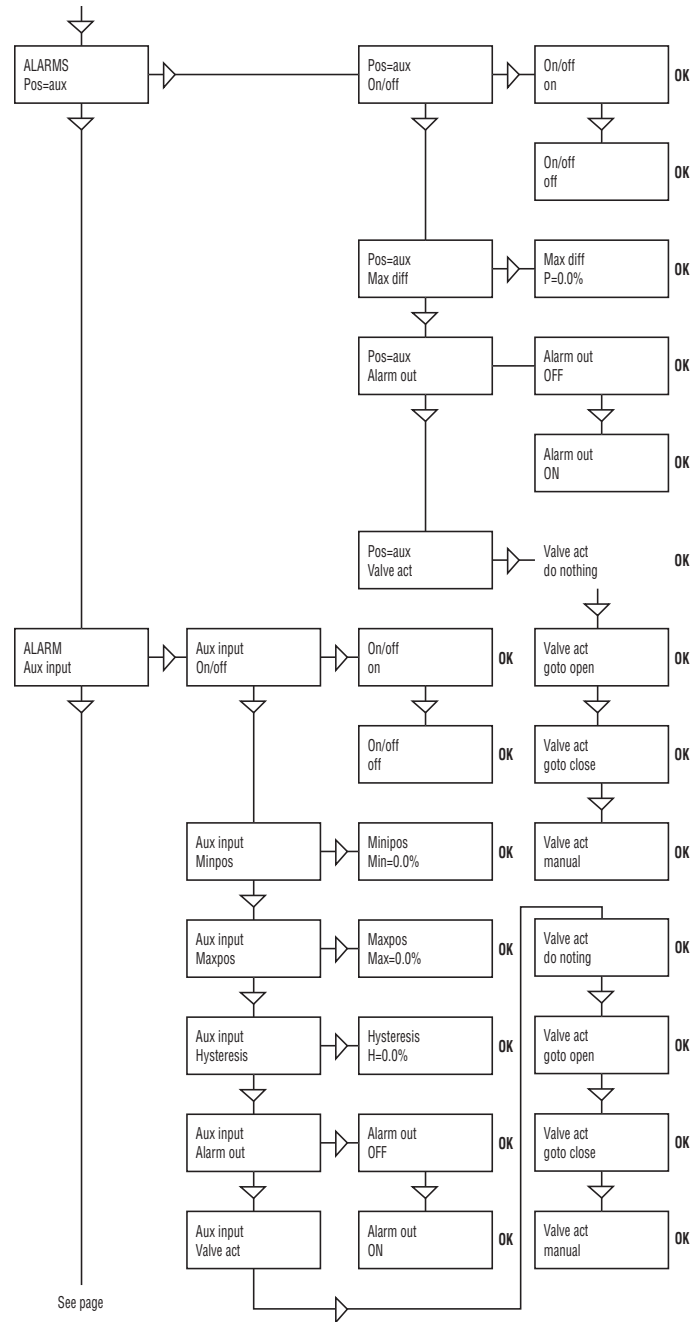 ALARMS
Pos=aux
Pos=aux
On/off
On/off
on
OK
On/off
off
OK
Pos=aux
Max diff
Max diff
P=0.0%
OK
Pos=aux
Alarm out
Alarm out
OFF
OK
Alarm out
ON
OK
Pos=aux
Valve act
Valve act
do nothing
OK
ALARM
Aux input
Aux input
On/off
On/off
on
OK
Valve act
goto open
OK
On/off
off
OK
Valve act
goto close
OK
Aux input
Minpos
Minipos
Min=0.0%
OK
Valve act
manual
OK
Aux input
Maxpos
Maxpos
Max=0.0%
OK
Valve act
do noting
OK
Aux input
Hysteresis
Hysteresis
H=0.0%
OK
Valve act
goto open
OK
Aux input
Alarm out
Alarm out
OFF
OK
Valve act
goto close
OK
Aux input
Valve act
Alarm out
ON
OK
Valve act
manual
OK
See page